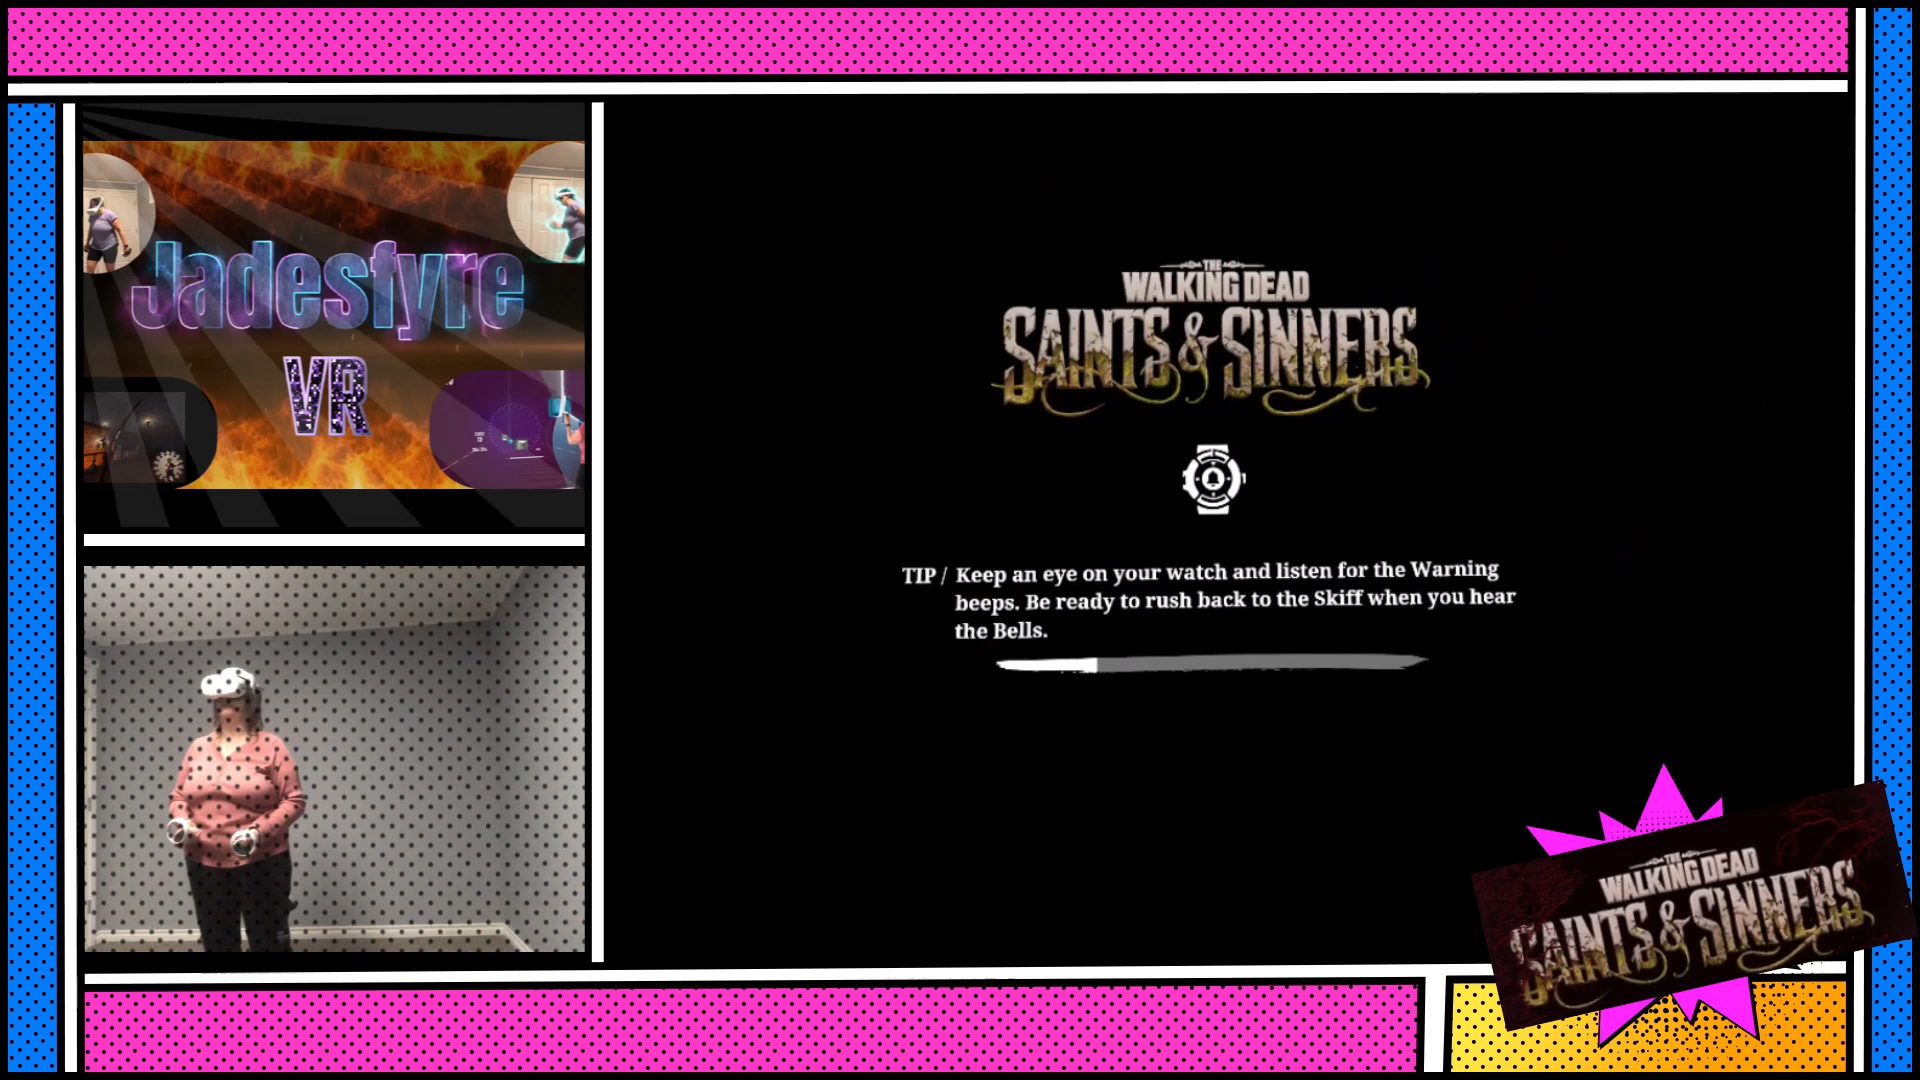 Jadesfyre
VR
THE
WALKING DEAD
SAINTS & SINNERS
TIP / Keep an eye on your watch and listen for the Warning
beeps. Be ready to rush back to the Skiff when you hear
the Bells.
THE
WALKING DEAD
SAINTS & SINNERS